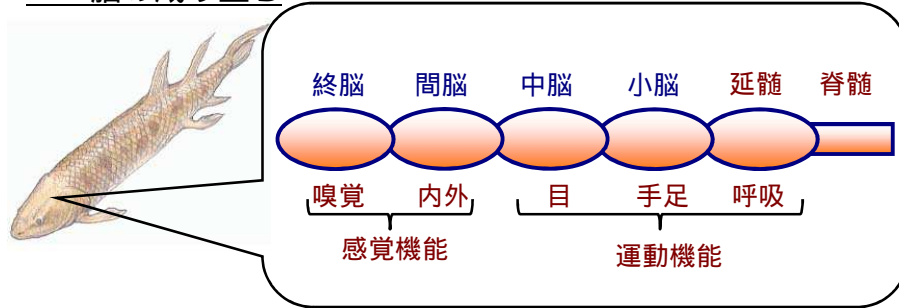 終脳 間脳 中脳 小脳 延髄 脊髄
嗅覚 内外 目 手足 呼吸
感覚機能 運動機能